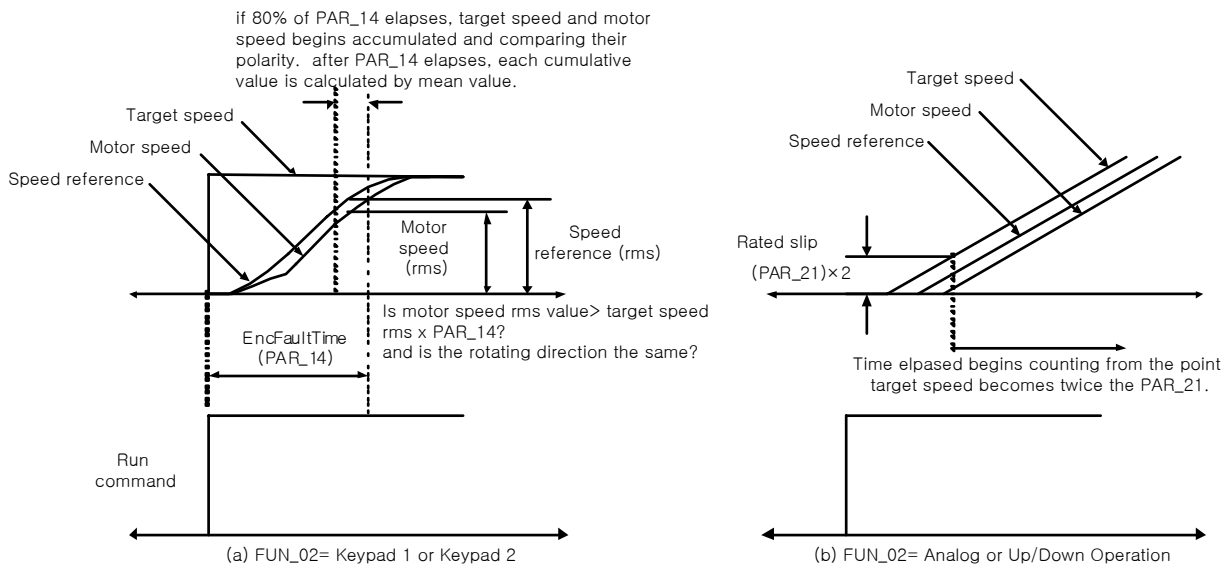 if 80% of PAR_14 elapses, target speed and motor
speed begins accumulated and comparing their
polarity. after PAR_14 elapses, each cumulative
value is calculated by mean value.
Target speed
Motor speed
Speed reference
Motor
speed
(rms)
Speed
reference (rms)
EncFaultTime
(PAR_14)
Is motor speed rms value> target speed
rms x PAR_14?
and is the rotating direction the same?
Run
command
(a) FUN_02= Keypad 1 or Keypad 2
Target speed
Motor speed
Speed reference
Rated slip
(PAR_21)×2
Time elpased begins counting from the point
target speed becomes twice the PAR_21.
(b) FUN_02= Analog or Up/Down Operation